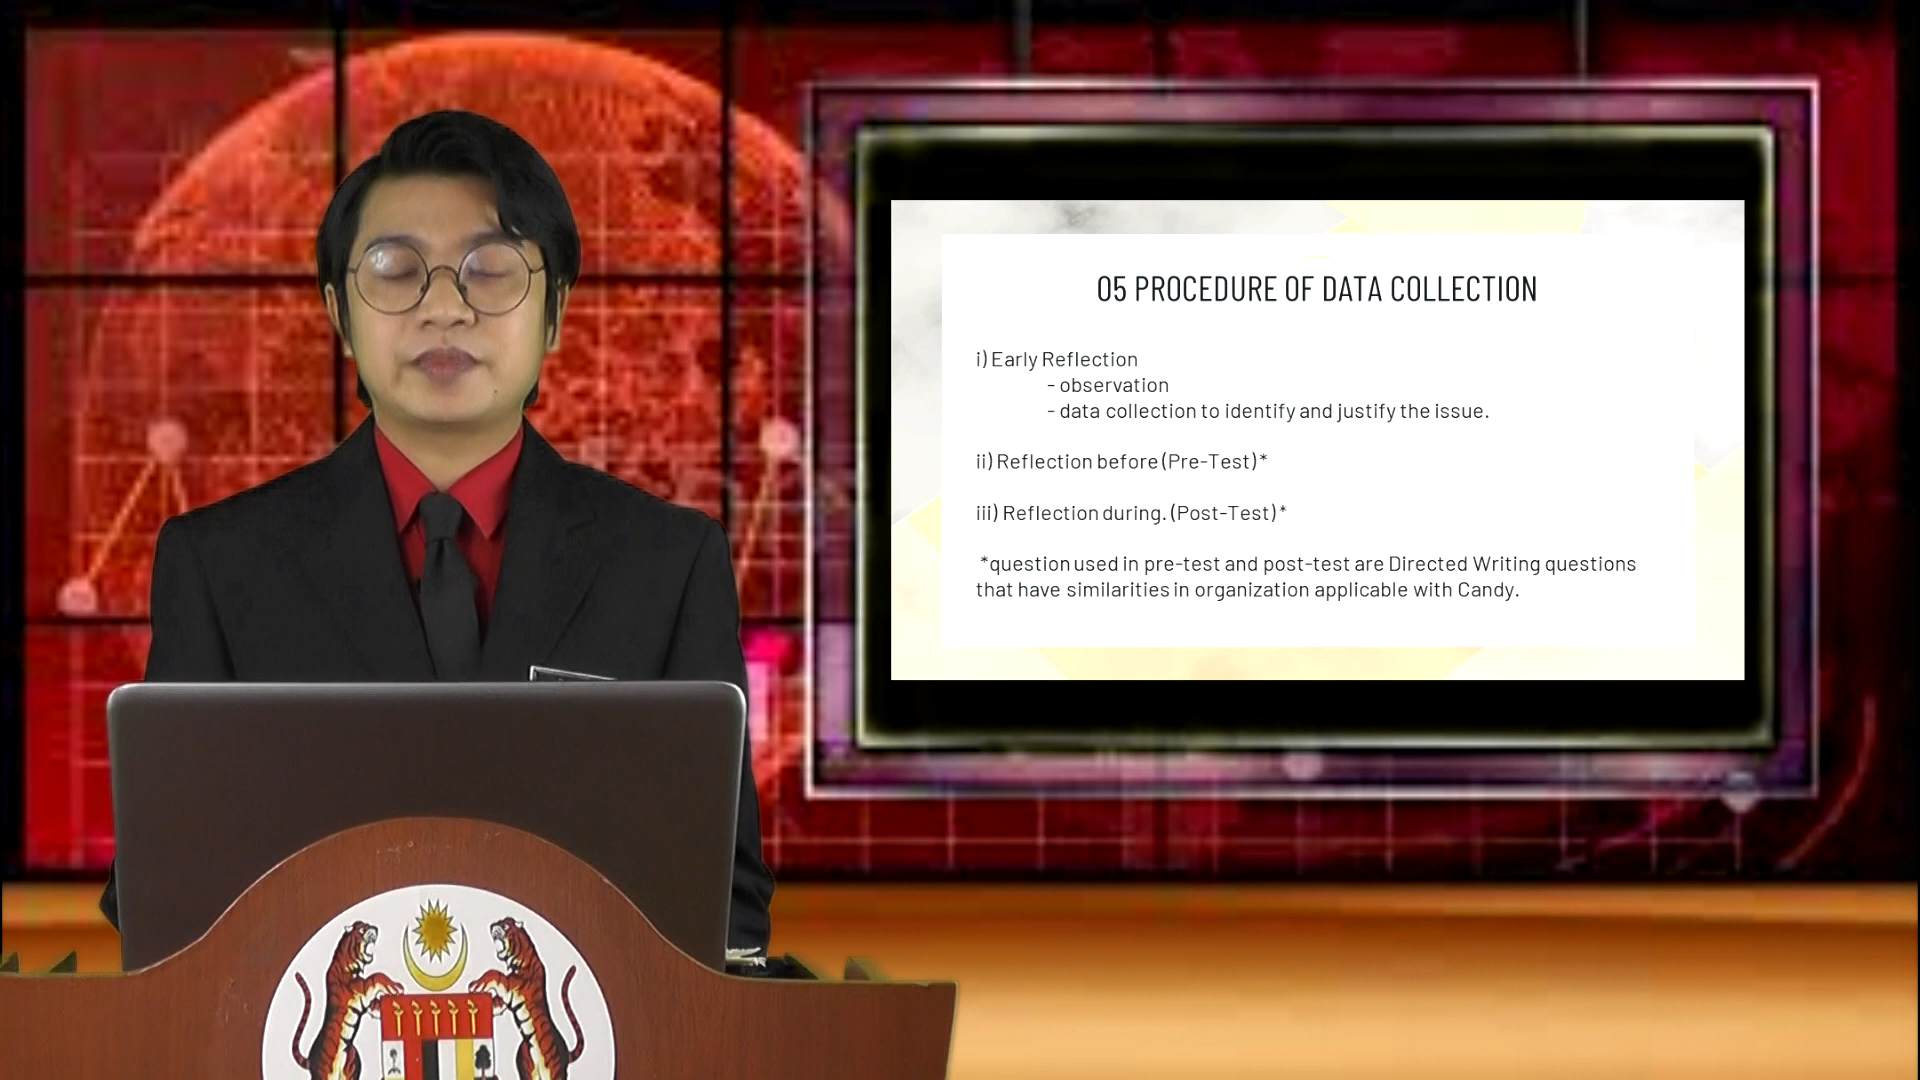 05 PROCEDURE OF DATA COLLECTION
i) Early Reflection
- observation
- data collection to identify and justify the issue.
ii) Reflection before (Pre-Test) *
iii) Reflection during. (Post-Test) *
*question used in pre-test and post-test are Directed Writing questions
that have similarities in organization applicable with Candy.